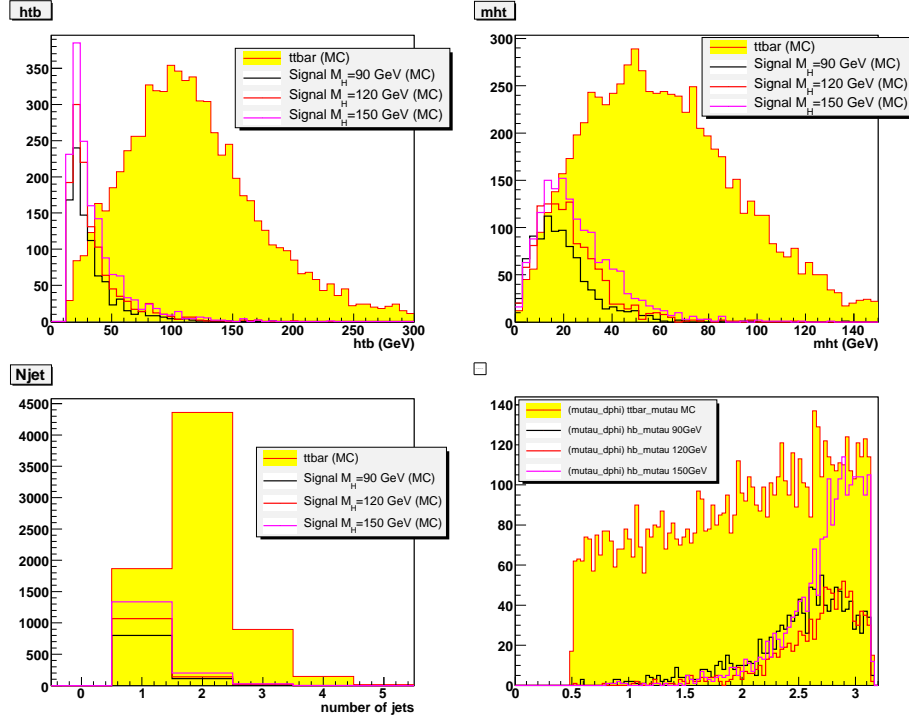 htb
ttbar (MC)
Signal M_H=90 GeV (MC)
Signal M_H=120 GeV (MC)
Signal M_H=150 GeV (MC)
350
300
250
200
150
100
50
0
0 50 100 150 200 250 300
htb (GeV)
mht
ttbar (MC)
Signal M_H=90 GeV (MC)
Signal M_H=120 GeV (MC)
Signal M_H=150 GeV (MC)
300
250
200
150
100
50
0
0 20 40 60 80 100 120 140
mht (GeV)
Njet
ttbar (MC)
Signal M_H=90 GeV (MC)
Signal M_H=120 GeV (MC)
Signal M_H=150 GeV (MC)
4500
4000
3500
3000
2500
2000
1500
1000
500
0
0 1 2 3 4 5
number of jets
(mutau_dphi) ttbar_mutau MC
(mutau_dphi) hb_mutau 90GeV
(mutau_dphi) hb_mutau 120GeV
(mutau_dphi) hb_mutau 150GeV
140
120
100
80
60
40
20
0
0 0.5 1 1.5 2 2.5 3